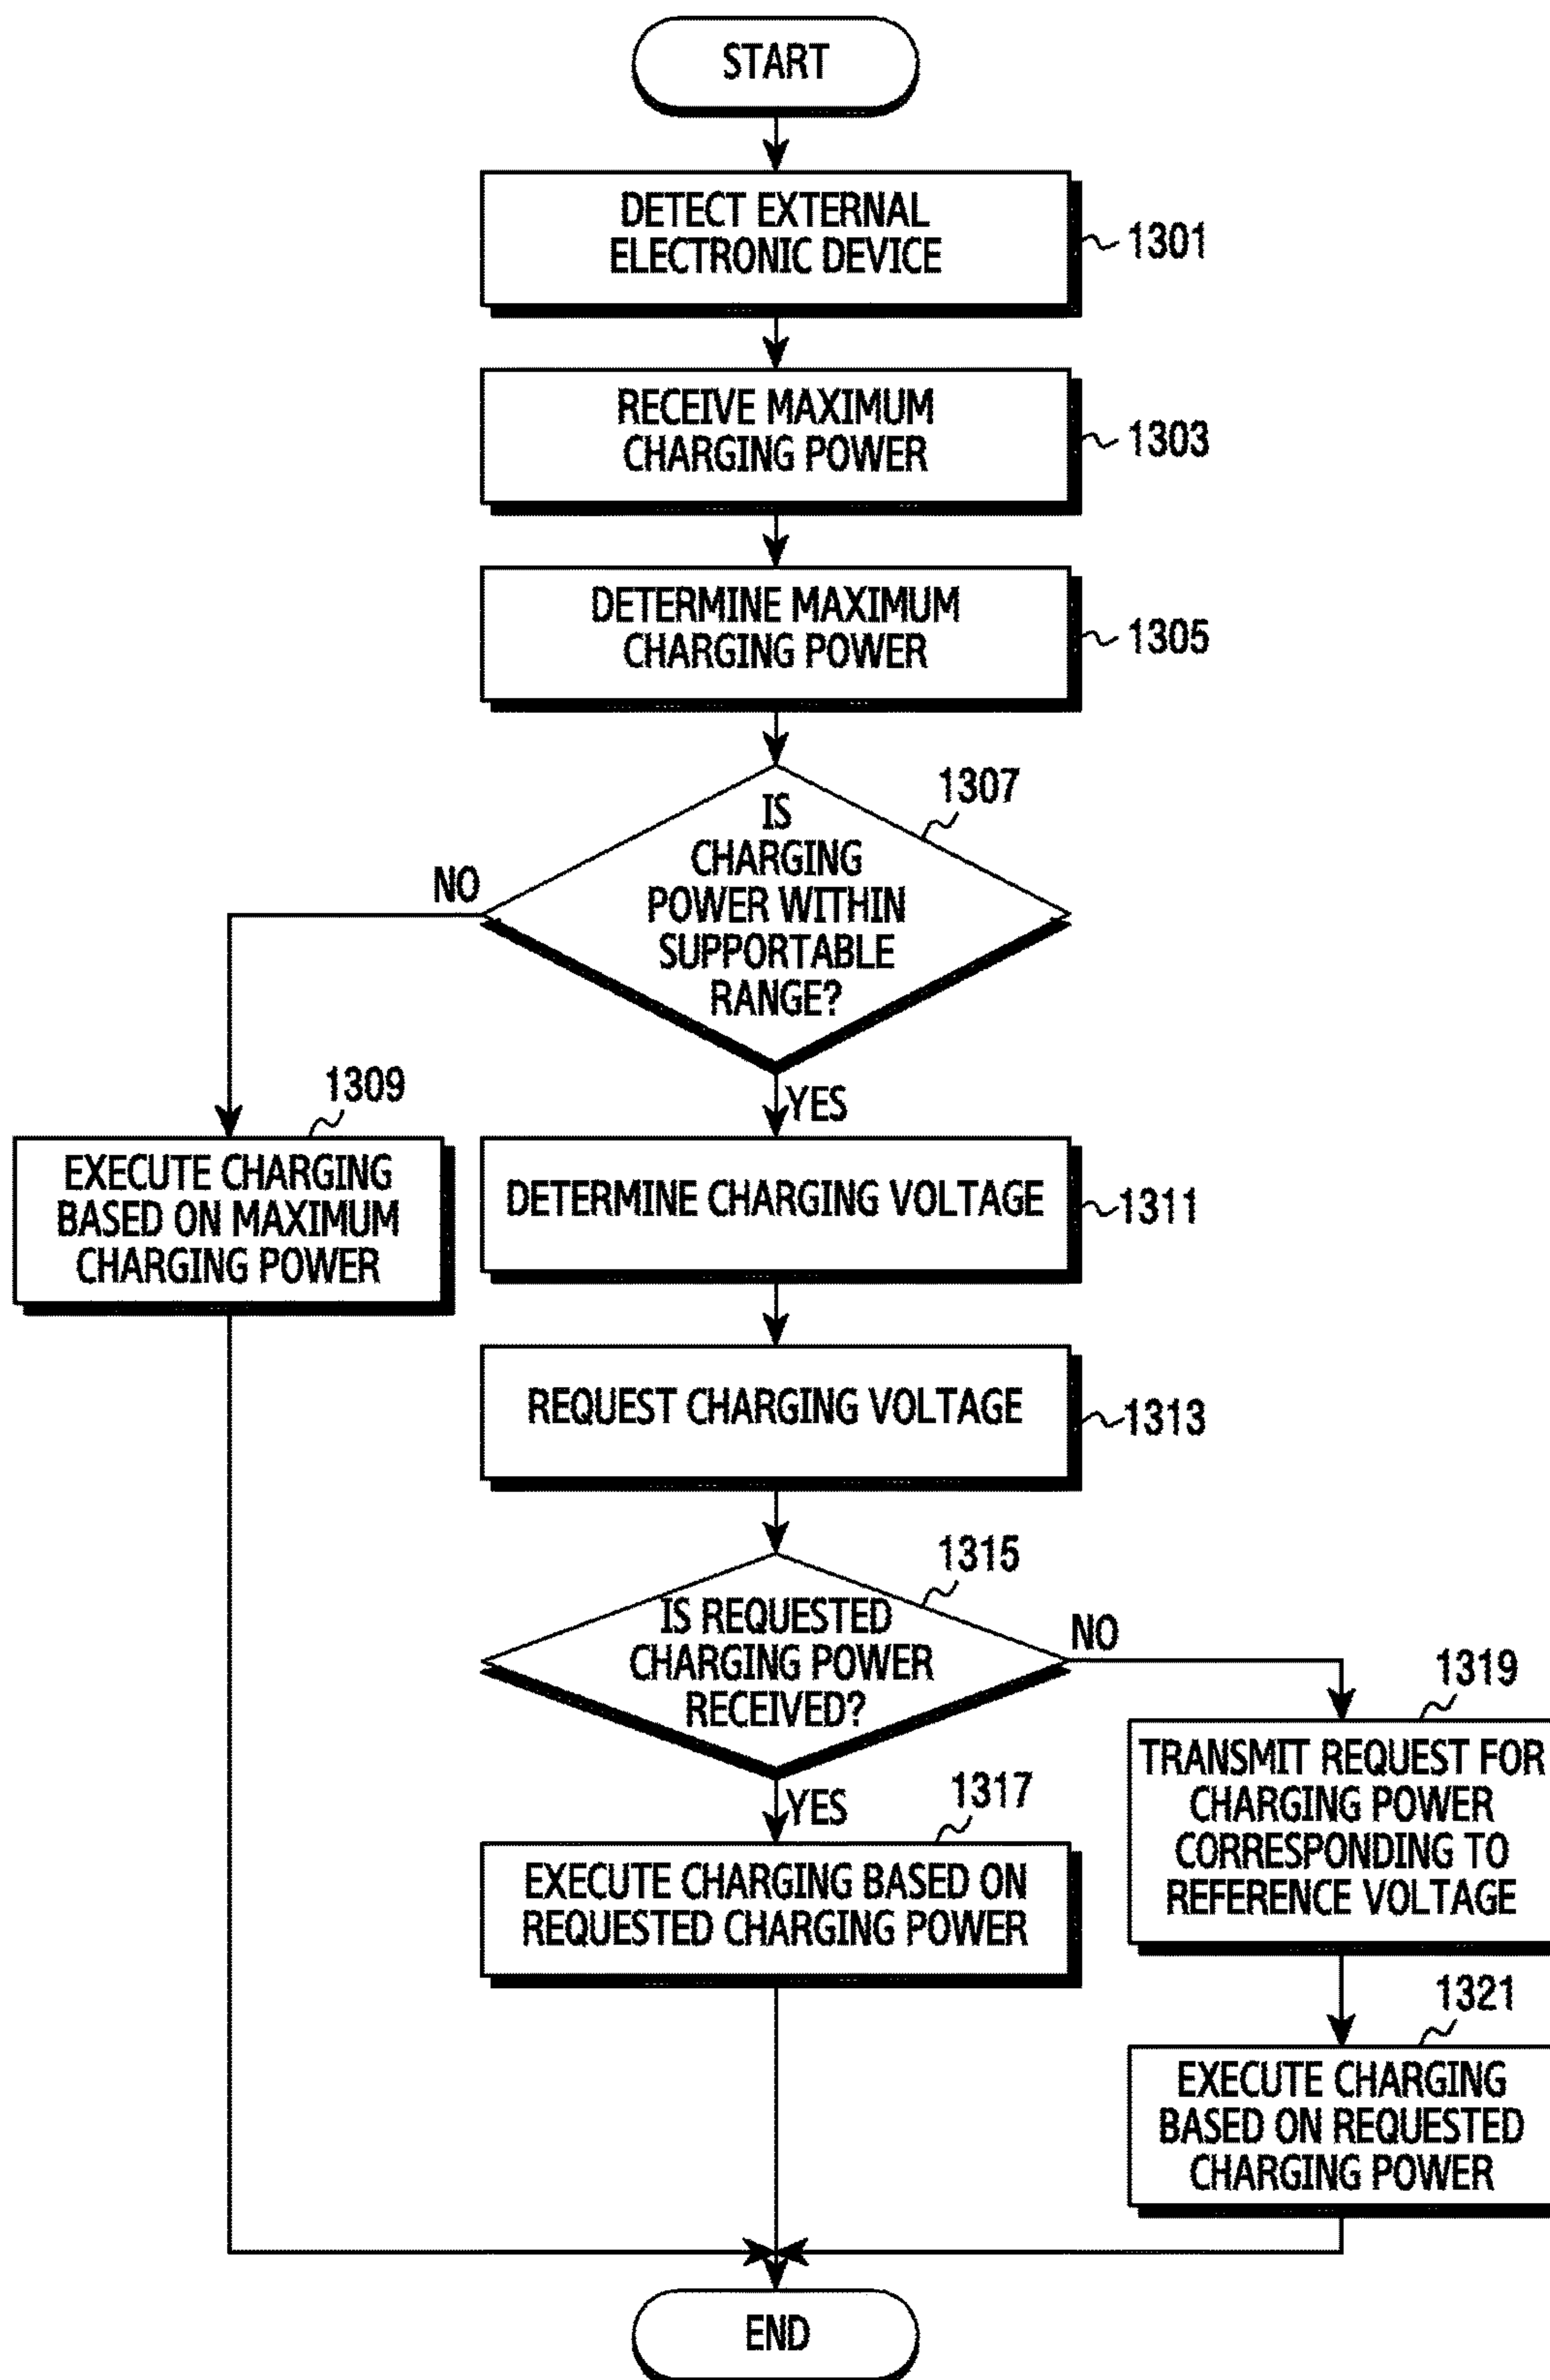 START
DETECT EXTERNAL
ELECTRONIC DEVICE
1301
RECEIVE MAXIMUM
CHARGING POWER
1303
DETERMINE MAXIMUM
CHARGING POWER
1305
1307
IS
CHARGING
POWER WITHIN
SUPPORTABLE
RANGE?
NO
YES
1309
EXECUTE CHARGING
BASED ON MAXIMUM
CHARGING POWER
DETERMINE CHARGING VOLTAGE
1311
REQUEST CHARGING VOLTAGE
1313
1315
IS REQUESTED
CHARGING POWER
RECEIVED?
NO
YES
1317
EXECUTE CHARGING BASED ON
REQUESTED CHARGING POWER
1319
TRANSMIT REQUEST FOR
CHARGING POWER
CORRESPONDING TO
REFERENCE VOLTAGE
1321
EXECUTE CHARGING
BASED ON REQUESTED
CHARGING POWER
END